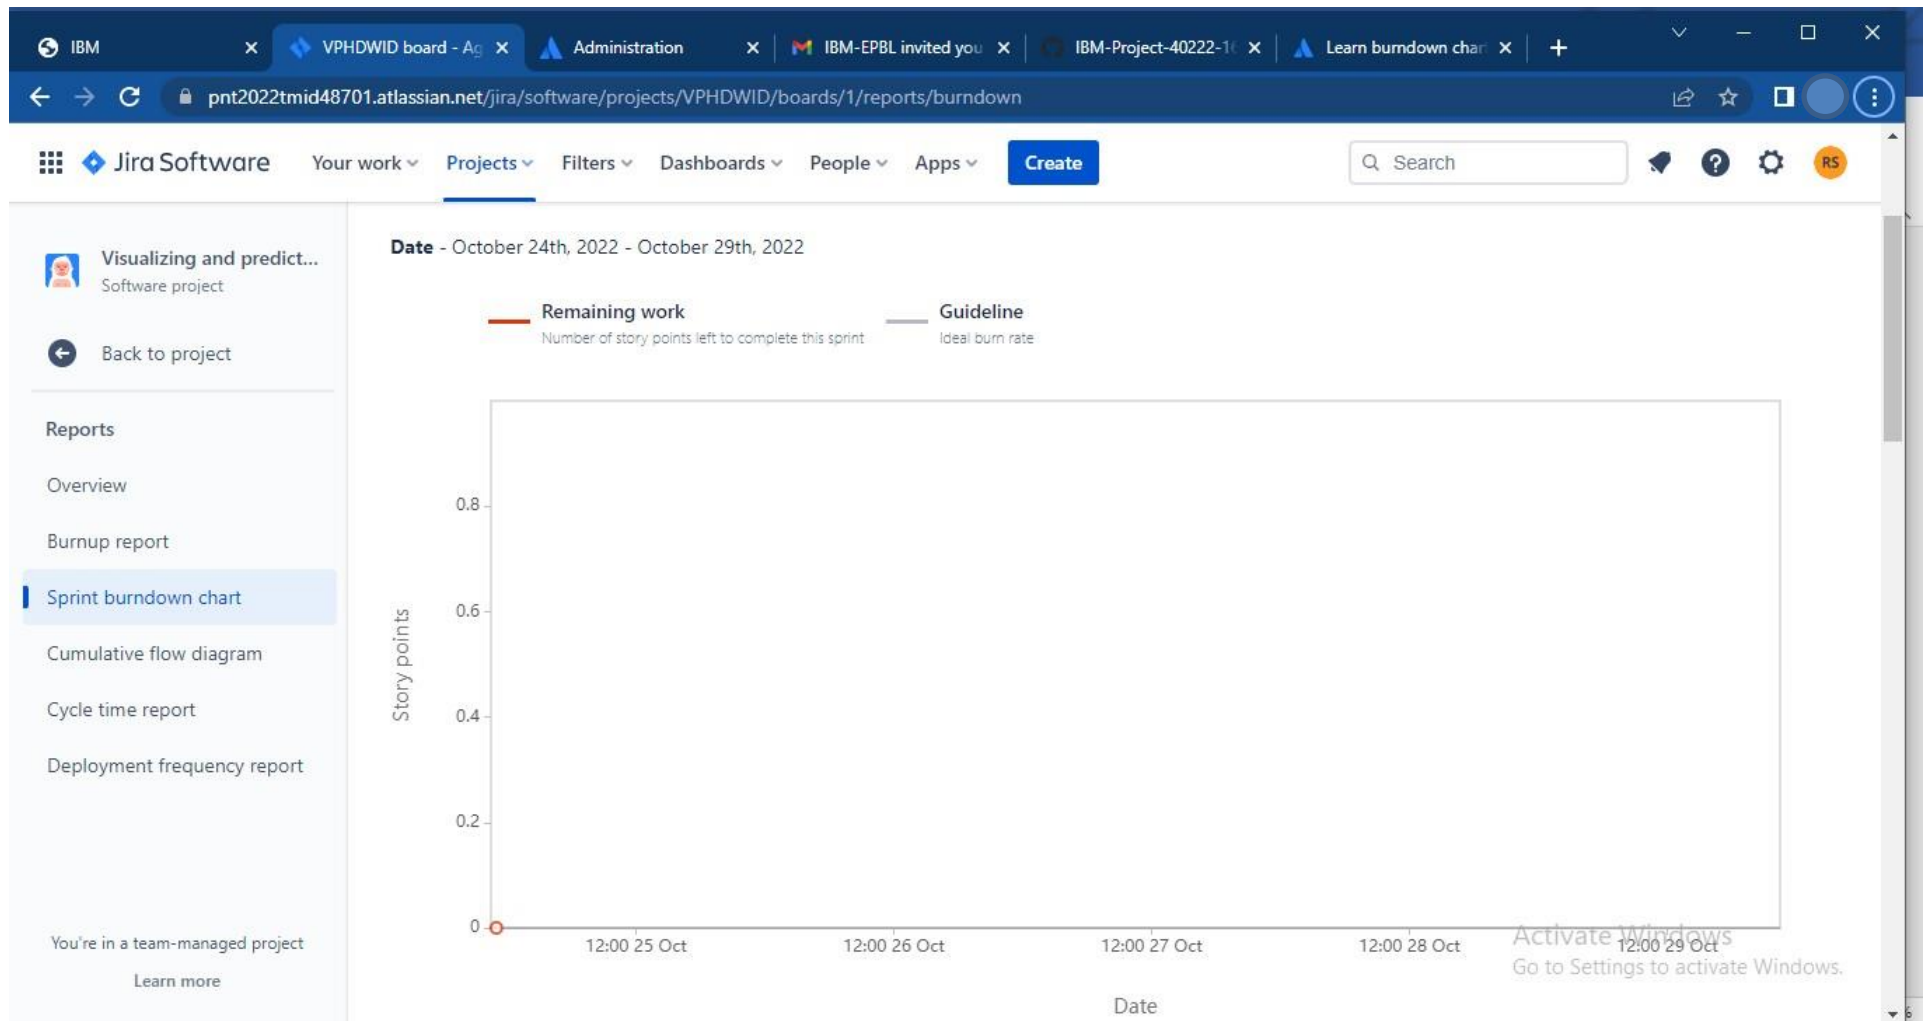 IBM
VPHDWID board - Ag
Administration
IBM-EPBL invited you
IBM-Project-40222-16
Learn burndown char
pnt2022tmid48701.atlassian.net/jira/software/projects/VPHDWID/boards/1/reports/burndown
Jira Software
Your work
Projects
Filters
Dashboards
People
Apps
Create
Search
RS
Visualizing and predict...
Software project
Back to project
Reports
Overview
Burnup report
Sprint burndown chart
Cumulative flow diagram
Cycle time report
Deployment frequency report
You're in a team-managed project
Learn more
Date - October 24th, 2022 - October 29th, 2022
Remaining work
Number of story points left to complete this sprint
Guideline
Ideal burn rate
Story points
0.8
0.6
0.4
0.2
0
12:00 25 Oct
12:00 26 Oct
12:00 27 Oct
12:00 28 Oct
12:00 29 Oct
Date
Activate Windows
Go to Settings to activate Windows.